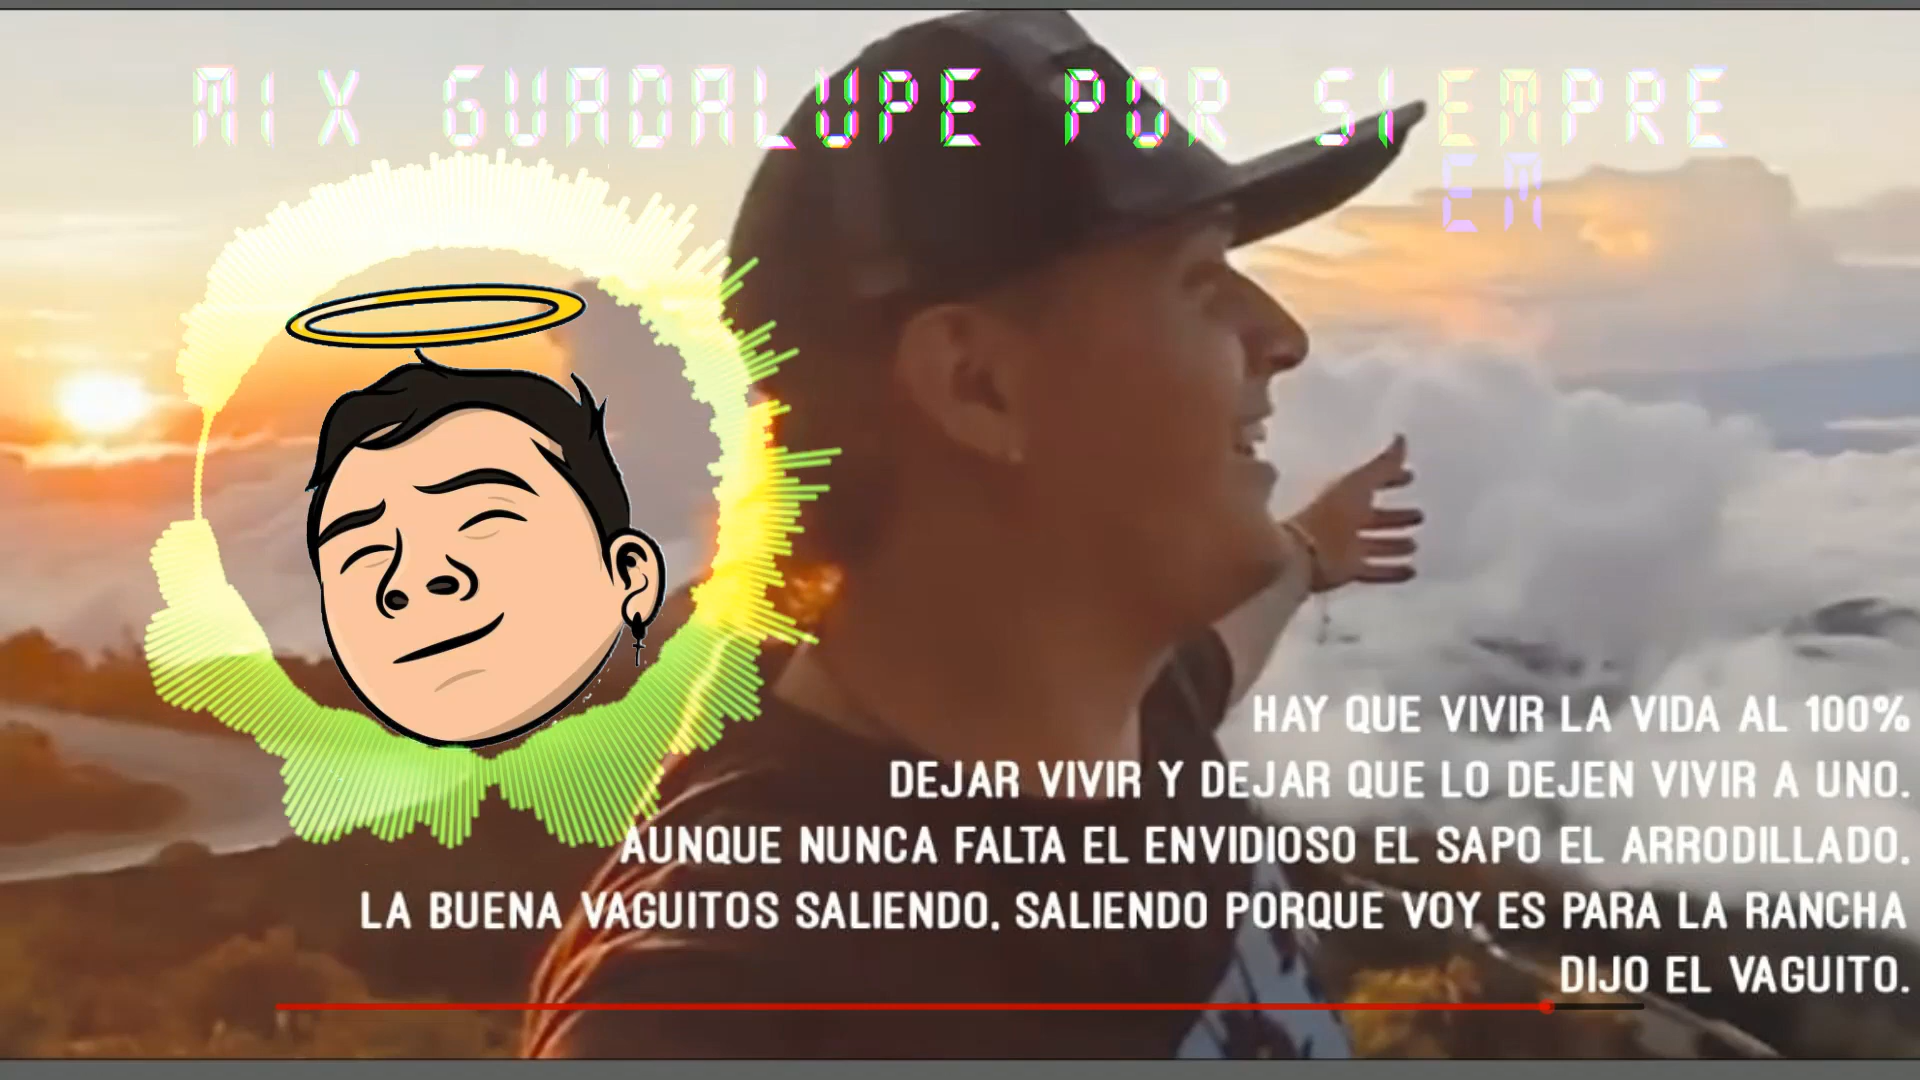 MIX GUADALUPE POR SIEMPRE
EM
HAY QUE VIVIR LA VIDA AL 100%
DEJAR VIVIR Y DEJAR QUE LO DEJEN VIVIR A UNO.
AUNQUE NUNCA FALTA EL ENVIDIOSO EL SAPO EL ARRODILLADO.
LA BUENA VAGUITOS SALIENDO. SALIENDO PORQUE VOY ES PARA LA RANCHA
DIJO EL VAGUITO.